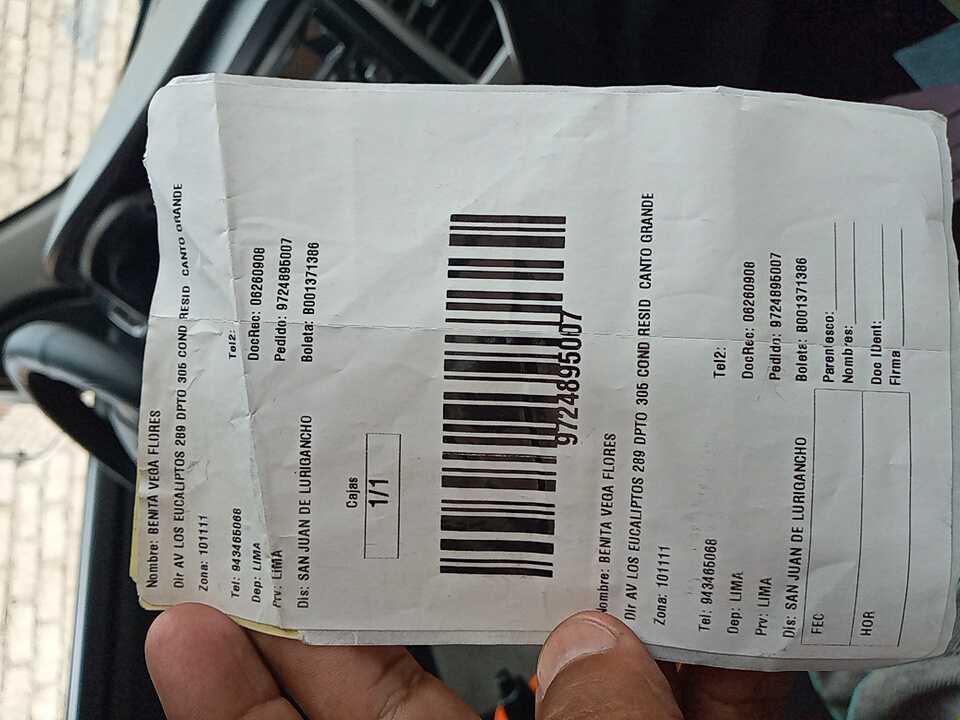 Nombre: BENITA VEGA FLORES
Dir AV LOS EUCALIPTOS 289 DPTO 305 COND RESID CANTO GRANDE
Zona: 101111
Tel: 943465068 Tel2:
Dep: LIMA DocRec: 06260908
Prv: LIMA Pedido: 9724895007
Dis: SAN JUAN DE LURIGANCHO Boleta: B001371386
Cajas
1/1
9724895007
Nombre: BENITA VEGA FLORES
Dir AV LOS EUCALIPTOS 289 DPTO 305 COND RESID CANTO GRANDE
Zona: 101111
Tel: 943465068 Tel2:
Dep: LIMA DocRec: 06260908
Prv: LIMA Pedido: 9724895007
Dis: SAN JUAN DE LURIGANCHO Boleta: B001371386
FEC Parentesco:
Nombres:
HOR Doc IDent:
Firma